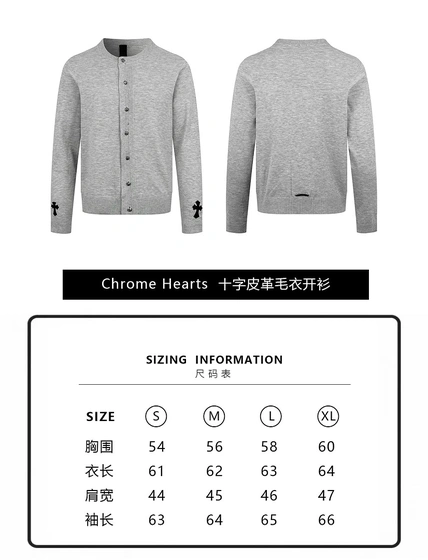 Chrome Hearts 十字皮革毛衣开衫
SIZING INFORMATION
尺码表
SIZE S M L XL
胸围 54 56 58 60
衣长 61 62 63 64
肩宽 44 45 46 47
袖长 63 64 65 66